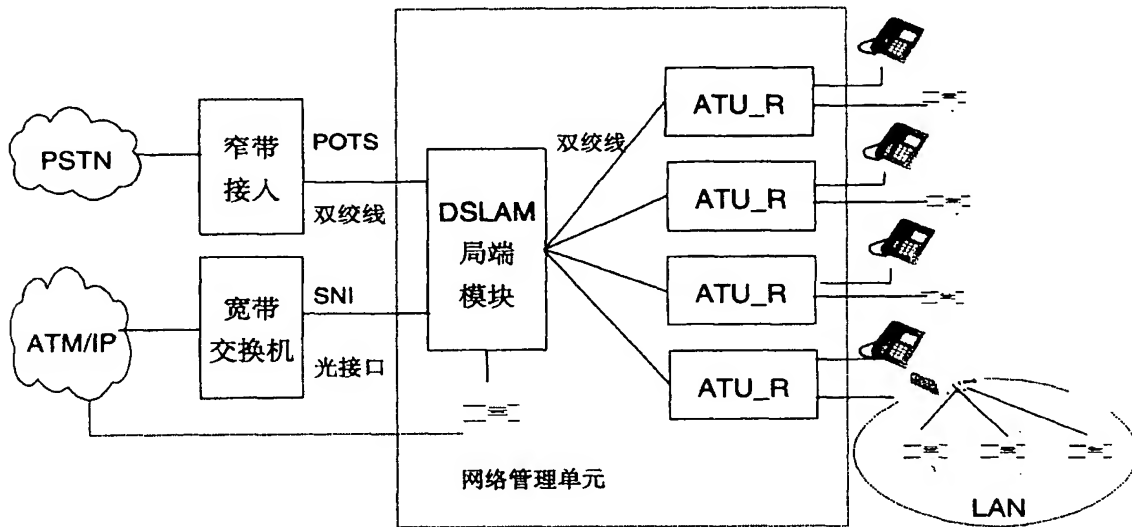 PSTN
窄带
接人
POTS
双绞线
ATM/IP
宽带
交换机
SNI
光接口
DSLAM
局端
模块
双绞线
ATU_R
ATU_R
ATU_R
ATU_R
网络管理单元
LAN